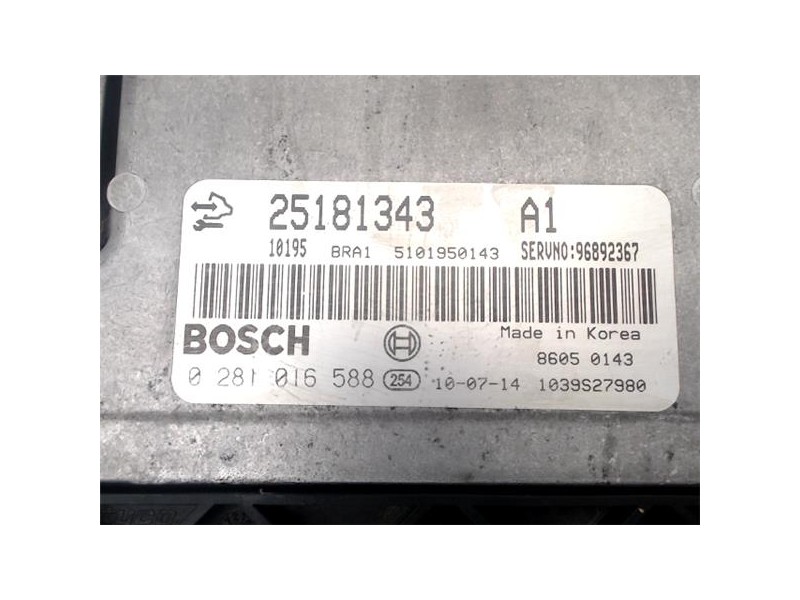 25181343 A1
10195 BRA1 5101950143 SERVNO:96892367
BOSCH Made in Korea
8605 0143
0 281 016 588 254 10-07-14 1039S27980